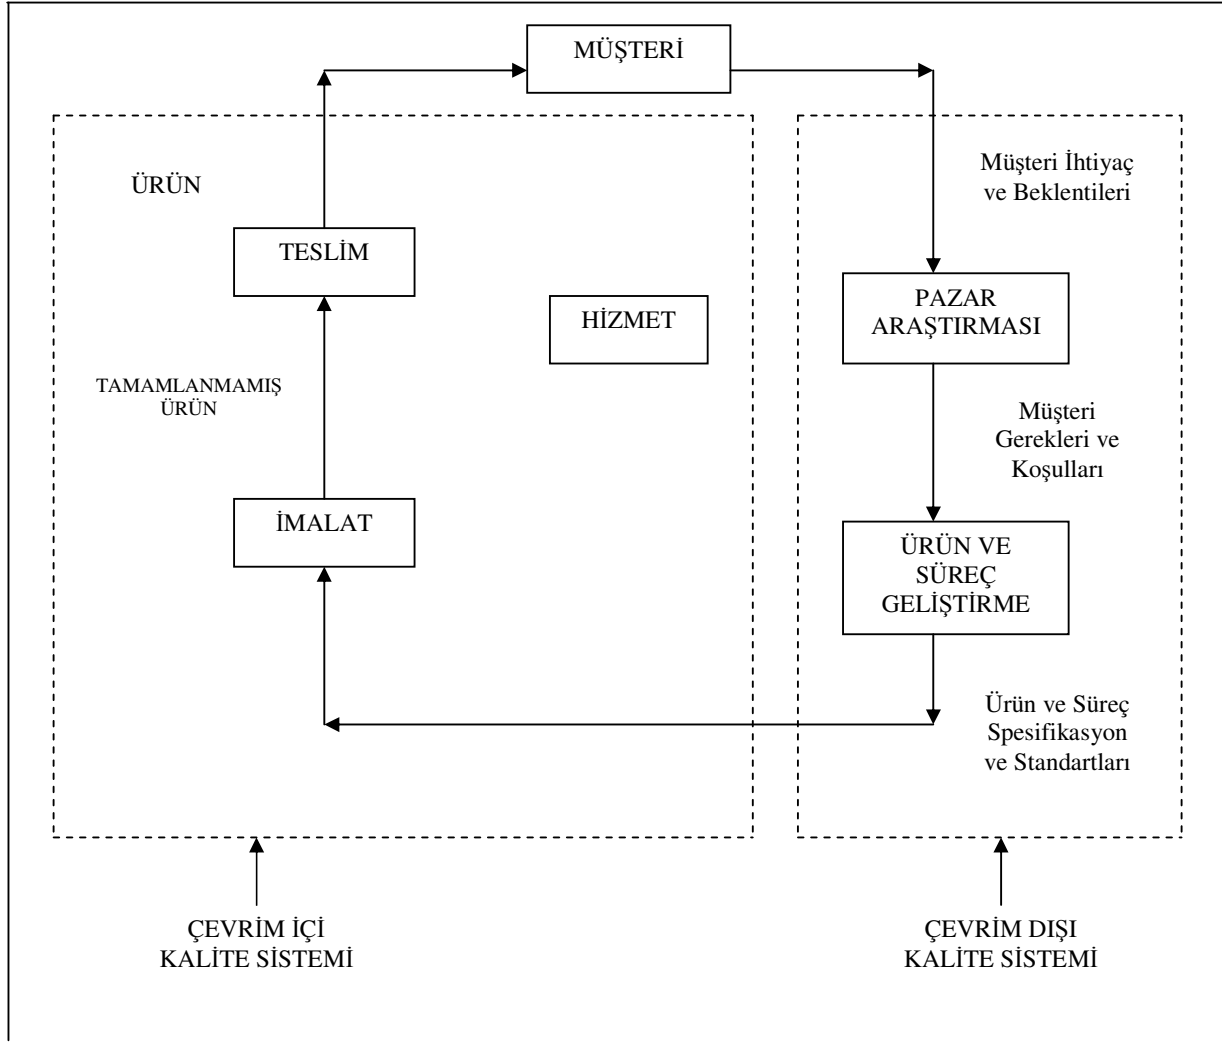 MÜŞTERİ
ÜRÜN
TESLİM
HİZMET
TAMAMLANMAMIŞ
ÜRÜN
İMALAT
Müşteri İhtiyaç
ve Beklentileri
PAZAR
ARAŞTIRMASI
Müşteri
Gerekleri ve
Koşulları
ÜRÜN VE
SÜREÇ
GELİŞTİRME
Ürün ve Süreç
Spesifikasyon
ve Standartları
ÇEVRİM İÇİ
KALİTE SİSTEMİ
ÇEVRİM DIŞI
KALİTE SİSTEMİ